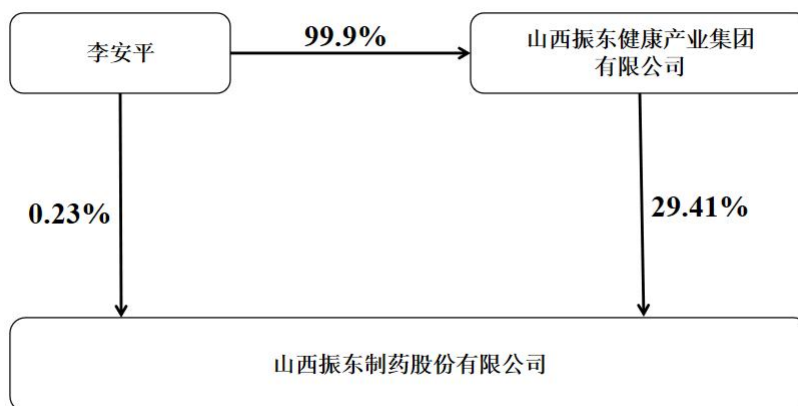 李安平
99.9%
山西振东健康产业集团
有限公司
0.23%
29.41%
山西振东制药股份有限公司